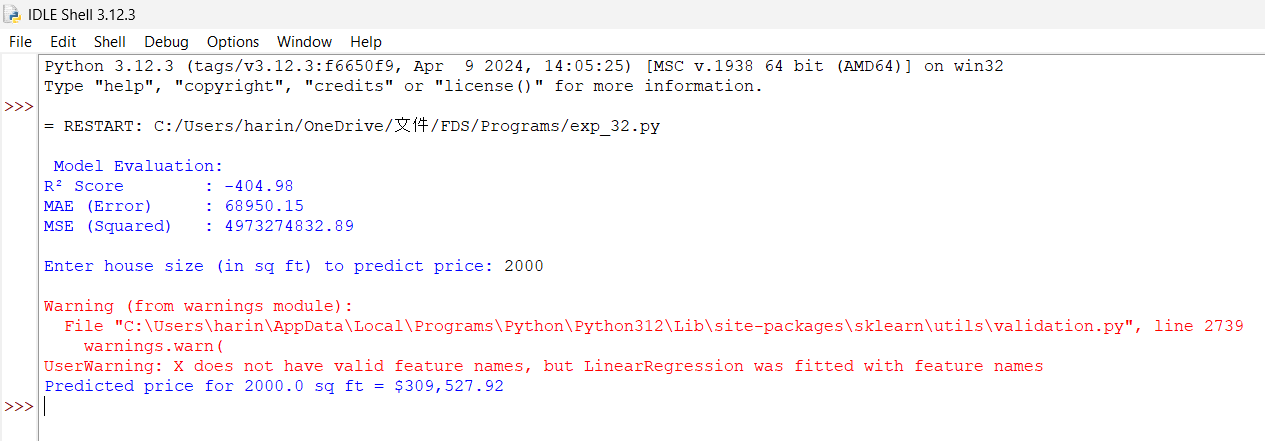 IDLE Shell 3.12.3
File Edit Shell Debug Options Window Help
Python 3.12.3 (tags/v3.12.3:f6650f9, Apr  9 2024, 14:05:25) [MSC v.1938 64 bit (AMD64)] on win32
Type "help", "copyright", "credits" or "license()" for more information.
>>>
= RESTART: C:/Users/harin/OneDrive/文件/FDS/Programs/exp_32.py
Model Evaluation:
R² Score        : -404.98
MAE (Error)     : 68950.15
MSE (Squared)   : 4973274832.89
Enter house size (in sq ft) to predict price: 2000
Warning (from warnings module):
File "C:\Users\harin\AppData\Local\Programs\Python\Python312\Lib\site-packages\sklearn\utils\validation.py", line 2739
warnings.warn(
UserWarning: X does not have valid feature names, but LinearRegression was fitted with feature names
Predicted price for 2000.0 sq ft = $309,527.92
>>>